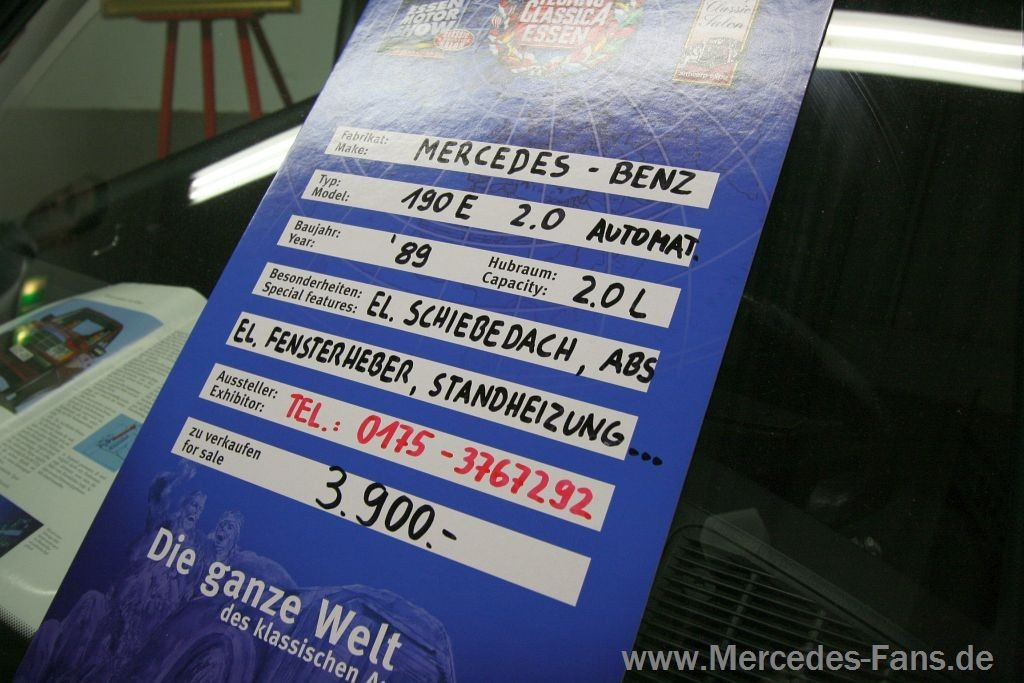 ESSEN
MOTOR
SHOW
CLASSICA
ESSEN
Classic
Salon
Fabrikat:
Make: MERCEDES - BENZ
Typ:
Model: 190 E 2.0 AUTOMAT.
Baujahr:
Year: '89 Hubraum:
Capacity: 2.0 L
Besonderheiten:
Special features: EL. SCHIEBEDACH, ABS
EL. FENSTERHEBER, STANDHEIZUNG...
Aussteller:
Exhibitor: TEL.: 0175 - 3767292
zu verkaufen
for sale 3.900.-
Die ganze Welt
des klassischen
www.Mercedes-Fans.de